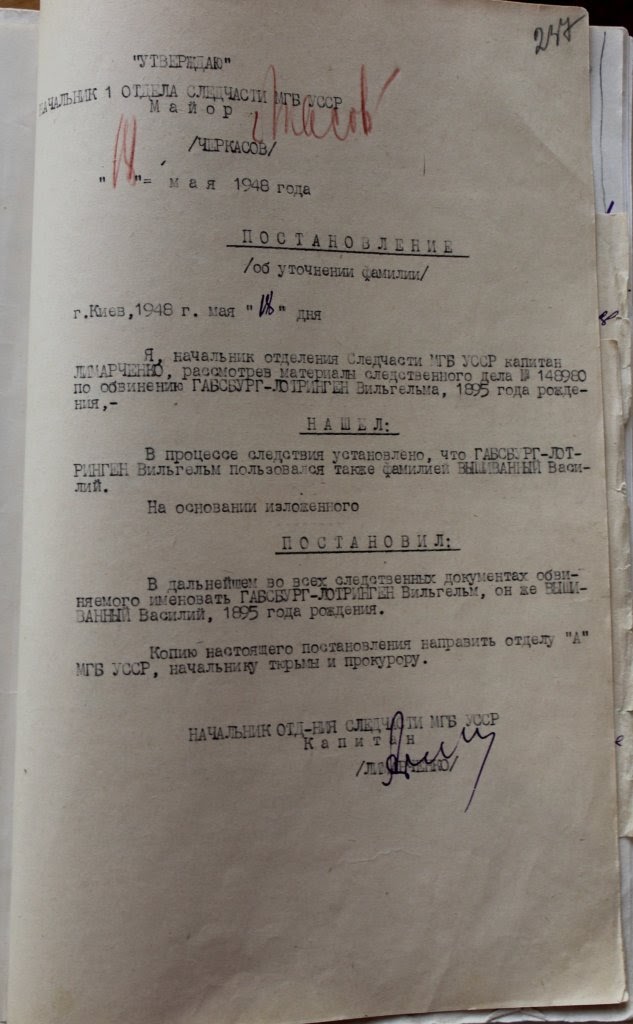 247
"УТВЕРЖДАЮ"
НАЧАЛЬНИК 1 ОТДЕЛА СЛЕДЧАСТИ МГБ УССР
Майор
/ЧЕРКАСОВ/
"18"= мая 1948 года
ПОСТАНОВЛЕНИЕ
/об уточнении фамилии/
г.Киев,1948 г. мая "18" дня
Я, начальник отделения Следчасти МГБ УССР капитан
ЛИМАРЧЕНКО, рассмотрев материалы следственного дела № 148980
по обвинению ГАБСБУРГ-ЛОТРИНГЕН Вильгельма, 1895 года рожде-
ния,-
НАШЕЛ:
В процессе следствия установлено, что ГАБСБУРГ-ЛОТ-
РИНГЕН Вильгельм пользовался также фамилией ВЫШИВАННЫЙ Васи-
лий.
На основании изложенного
ПОСТАНОВИЛ:
В дальнейшем во всех следственных документах обви-
няемого именовать ГАБСБУРГ-ЛОТРИНГЕН Вильгельм, он же ВЫШИ-
ВАННЫЙ Василий, 1895 года рождения.
Копию настоящего постановления направить отделу "А"
МГБ УССР, начальнику тюрьмы и прокурору.
НАЧАЛЬНИК ОТД-НИЯ СЛЕДЧАСТИ МГБ УССР
Капитан
/ЛИМАРЧЕНКО/